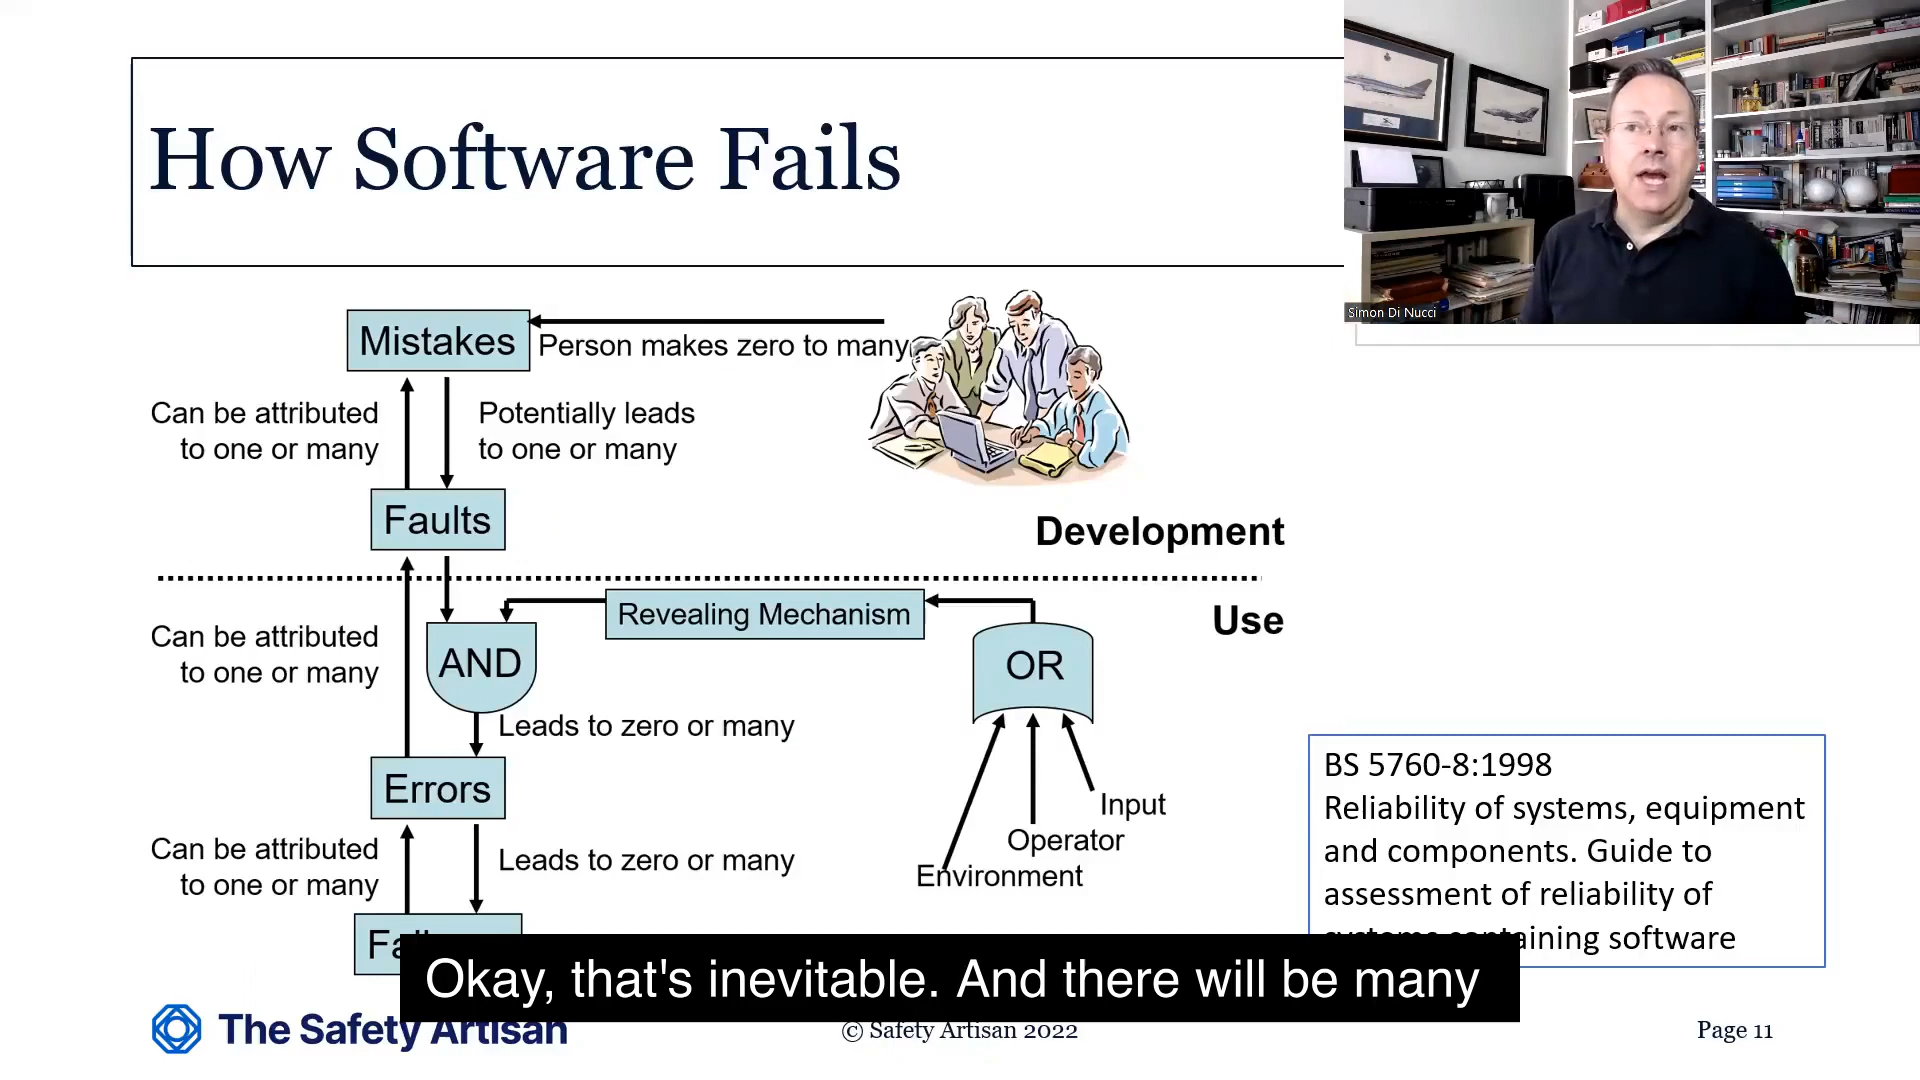 How Software Fails
Simon Di Nucci
Mistakes
Person makes zero to many
Can be attributed
to one or many
Potentially leads
to one or many
Faults
Development
Use
Revealing Mechanism
Can be attributed
to one or many
AND
OR
Leads to zero or many
Errors
Input
Operator
Environment
Can be attributed
to one or many
Leads to zero or many
BS 5760-8:1998
Reliability of systems, equipment
and components. Guide to
assessment of reliability of
systems containing software
Okay, that's inevitable. And there will be many
The Safety Artisan
© Safety Artisan 2022
Page 11